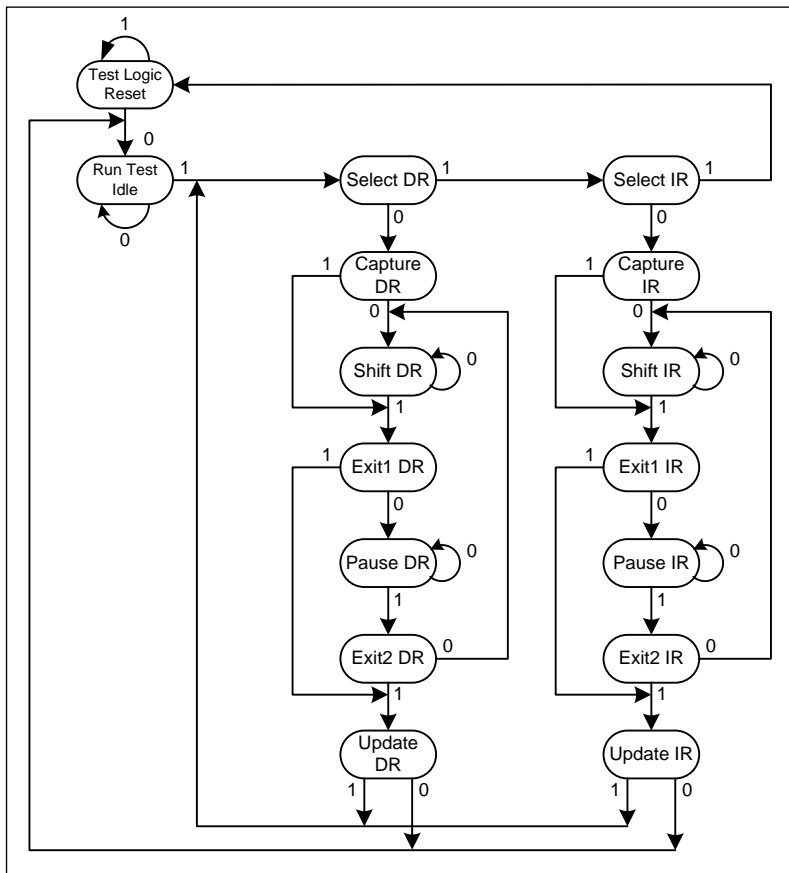 1
Test Logic
Reset
0
Run Test
Idle
1
0
Select DR
1
0
Select IR
1
0
Capture
DR
1
0
Capture
IR
1
0
Shift DR
0
1
Shift IR
0
1
Exit1 DR
1
0
Exit1 IR
1
0
Pause DR
0
1
Pause IR
0
1
Exit2 DR
0
1
Exit2 IR
0
1
Update
DR
1
0
Update IR
1
0